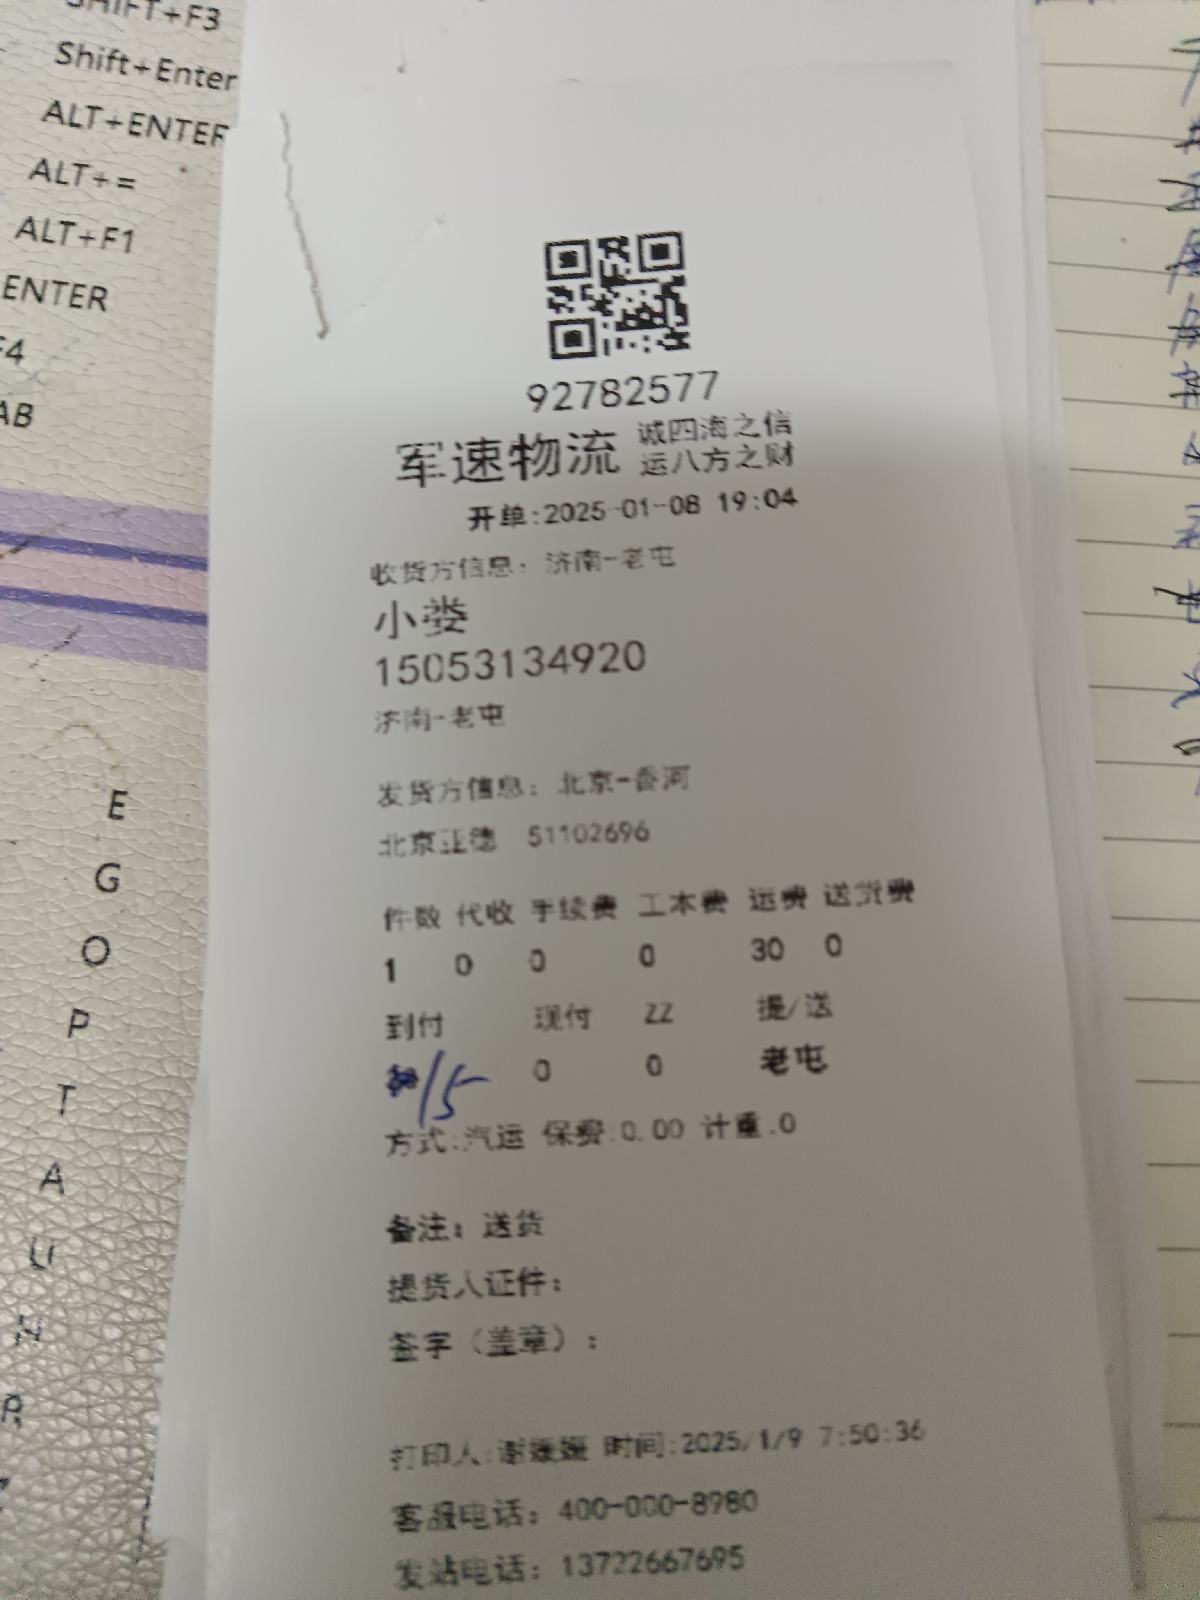 SHIFT+F3
Shift+Enter
ALT+ENTER
ALT+=
ALT+F1
ENTER
F4
AB
E
G
O
P
T
A
U
N
R
92782577
军速物流 诚四海之信
运八方之财
开单:2025-01-08 19:04
收货方信息: 济南-老屯
小娄
15053134920
济南-老屯
发货方信息: 北京-香河
北京正德 51102696
件数 代收 手续费 工本费 运费 送货费
1 0 0 0 30 0
到付 现付 ZZ 提/送
15 0 0 老屯
方式:汽运 保费:0.00 计重.0
备注: 送货
提货人证件:
签字（盖章）:
打印人:谢媛媛 时间:2025/1/9 7:50:36
客服电话: 400-000-8980
发站电话: 13722667695